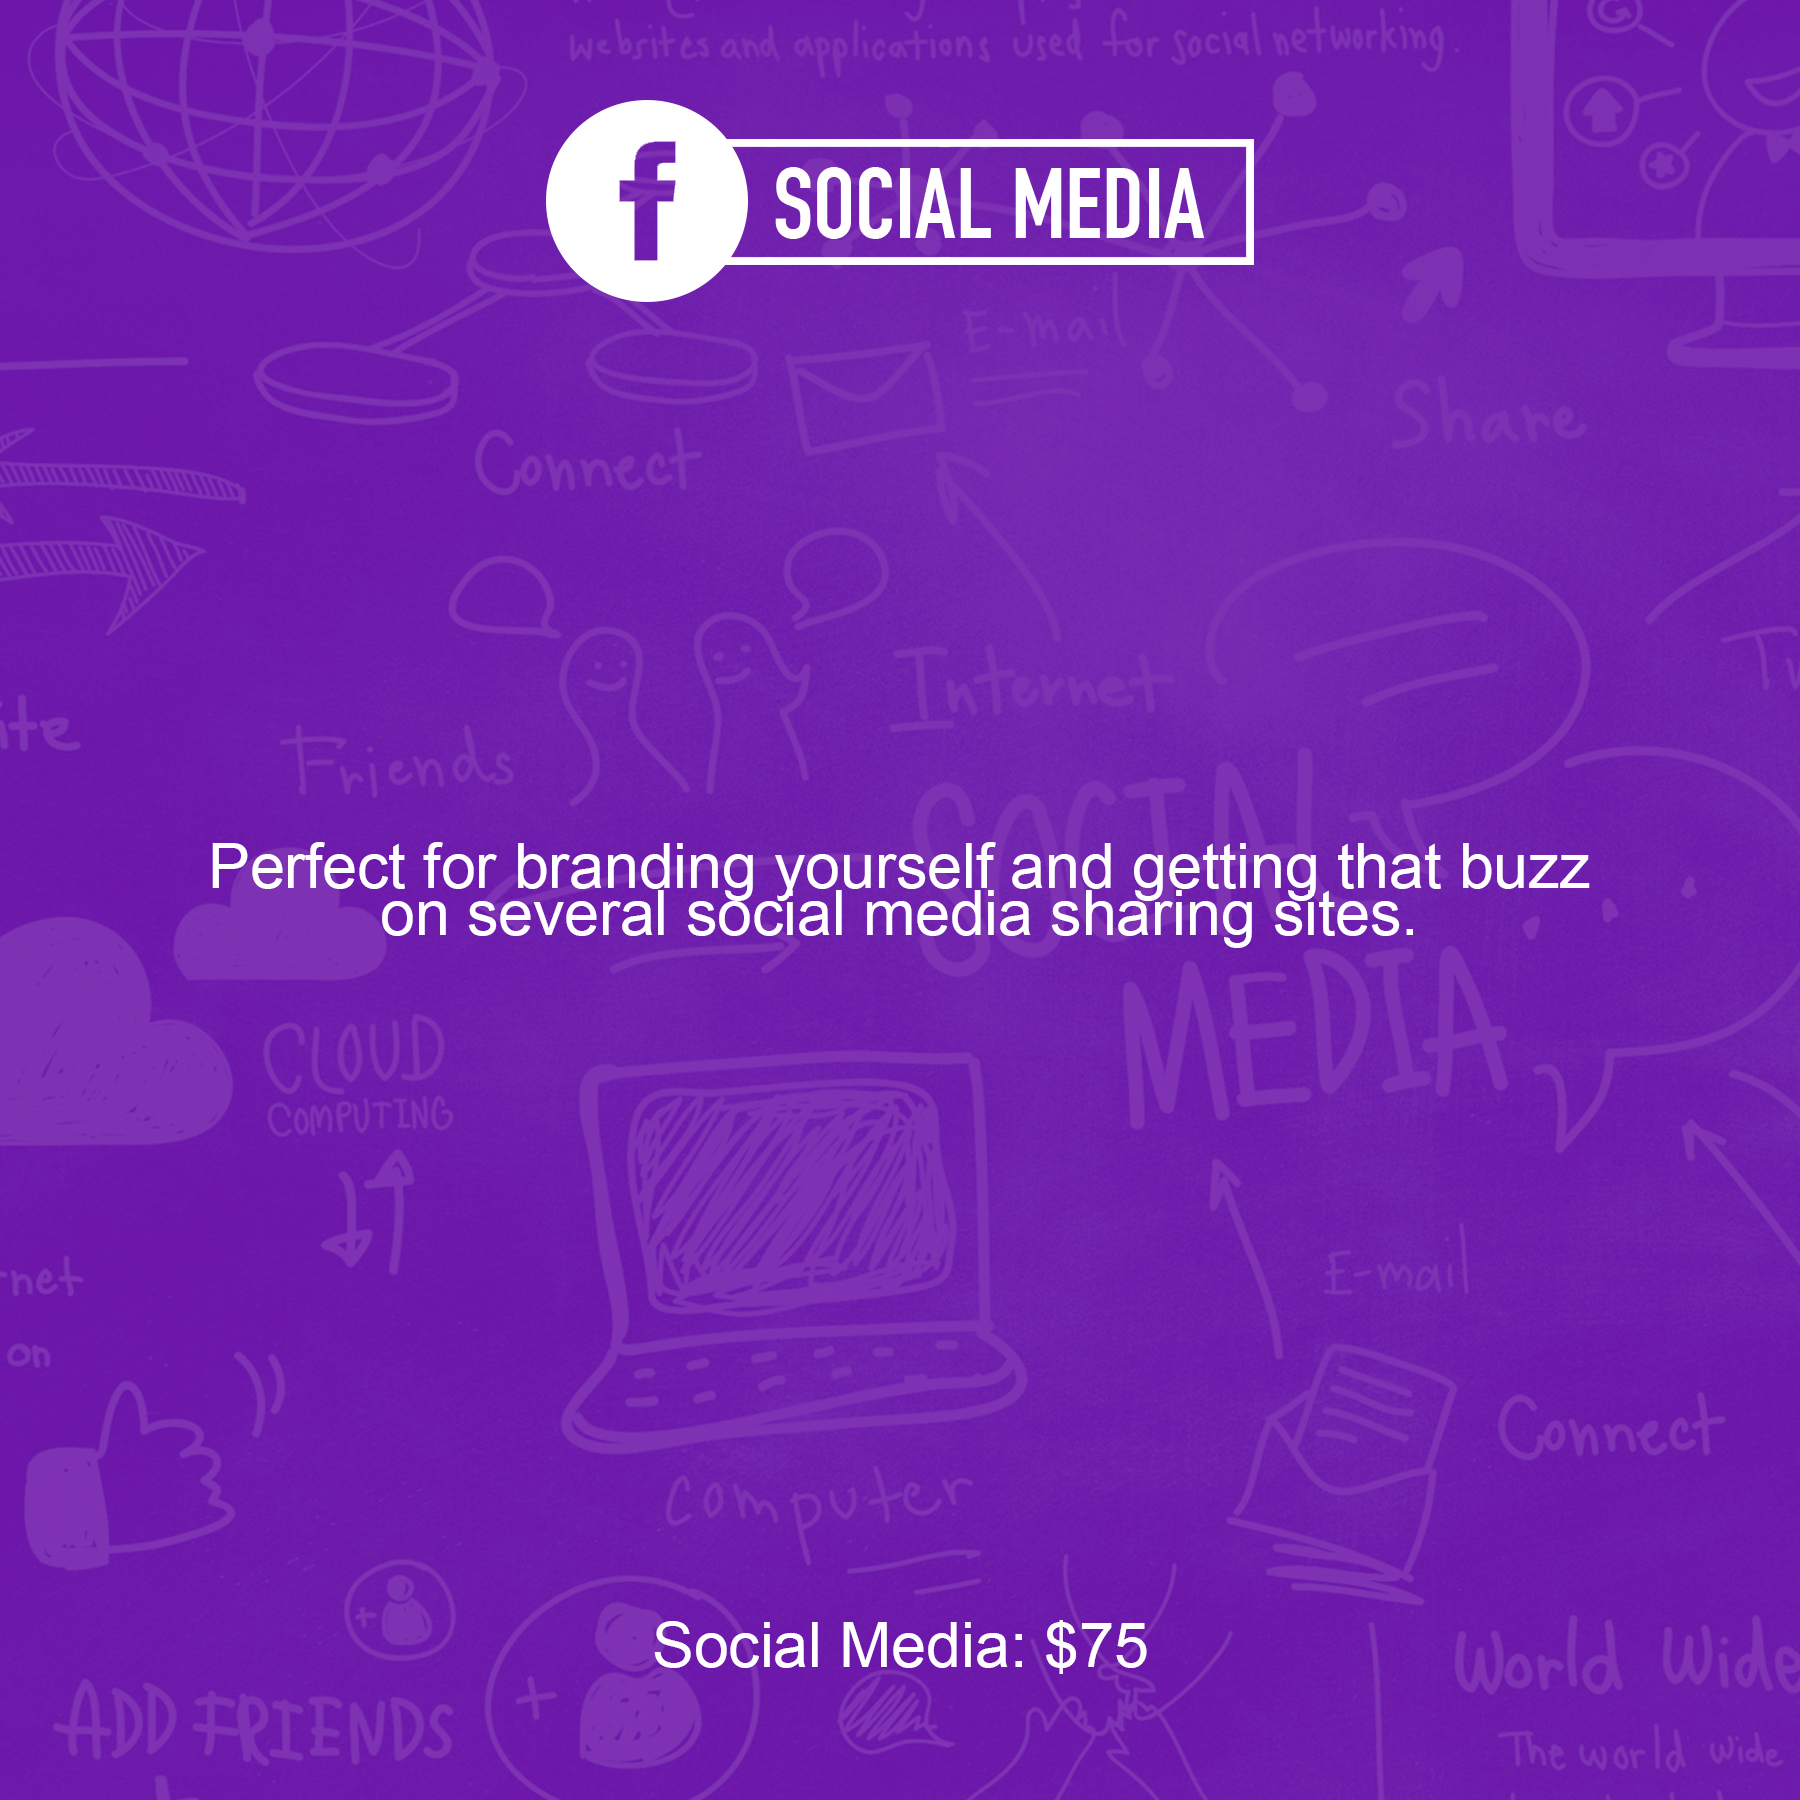 websites and applications used for social networking.
f SOCIAL MEDIA
E-mail
Share
Connect
Internet
Friends
SOCIAL
Perfect for branding yourself and getting that buzz
on several social media sharing sites.
MEDIA
CLOUD
COMPUTING
E-mail
on
Connect
Computer
Social Media: $75
World Wide
ADD FRIENDS
The world wide